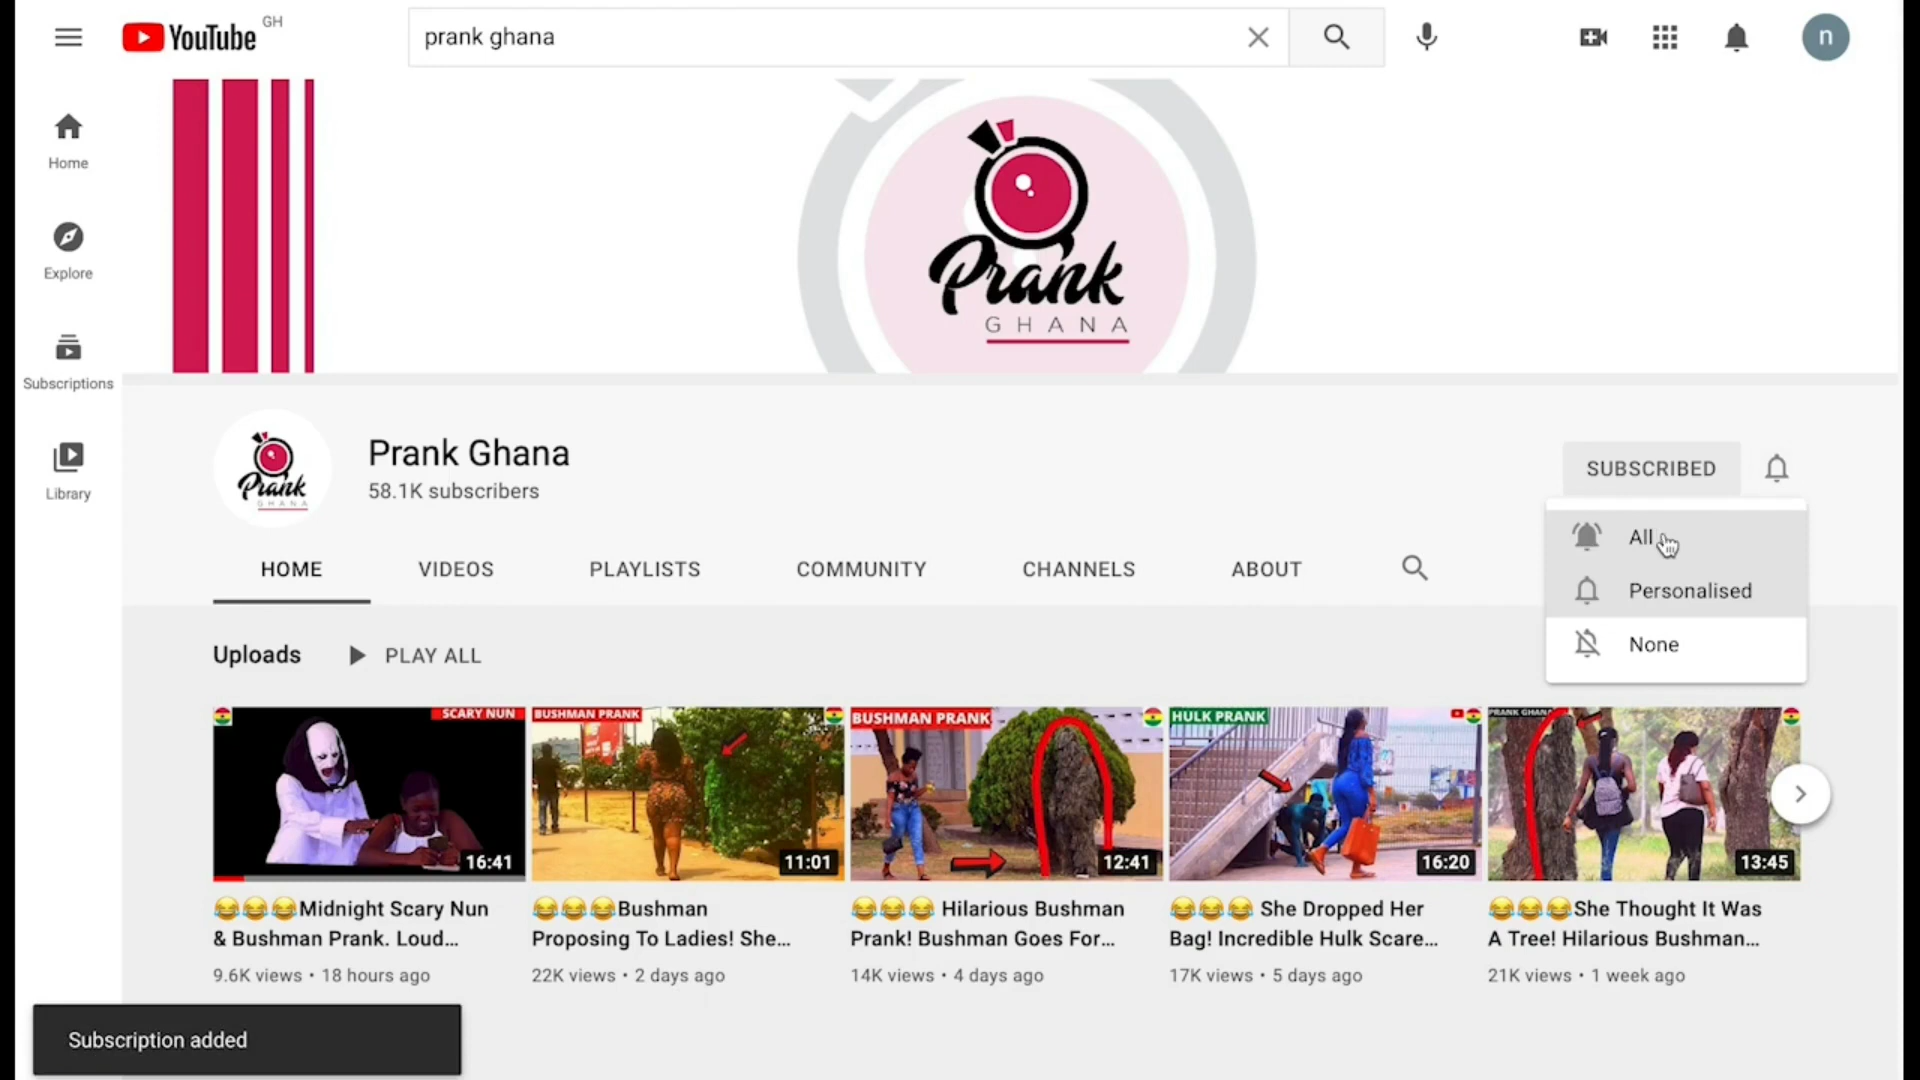 YouTube GH
prank ghana
n
Home
Explore
Subscriptions
Library
Prank
GHANA
Prank
GHANA
Prank Ghana
58.1K subscribers
SUBSCRIBED
All
Personalised
None
HOME VIDEOS PLAYLISTS COMMUNITY CHANNELS ABOUT
Uploads PLAY ALL
SCARY NUN
16:41
BUSHMAN PRANK
11:01
BUSHMAN PRANK
12:41
HULK PRANK
16:20
PRANK GHANA
13:45
😂😂😂Midnight Scary Nun
& Bushman Prank. Loud...
9.6K views • 18 hours ago
😂😂😂Bushman
Proposing To Ladies! She...
22K views • 2 days ago
😂😂😂 Hilarious Bushman
Prank! Bushman Goes For...
14K views • 4 days ago
😂😂😂 She Dropped Her
Bag! Incredible Hulk Scare...
17K views • 5 days ago
😂😂😂She Thought It Was
A Tree! Hilarious Bushman...
21K views • 1 week ago
Subscription added